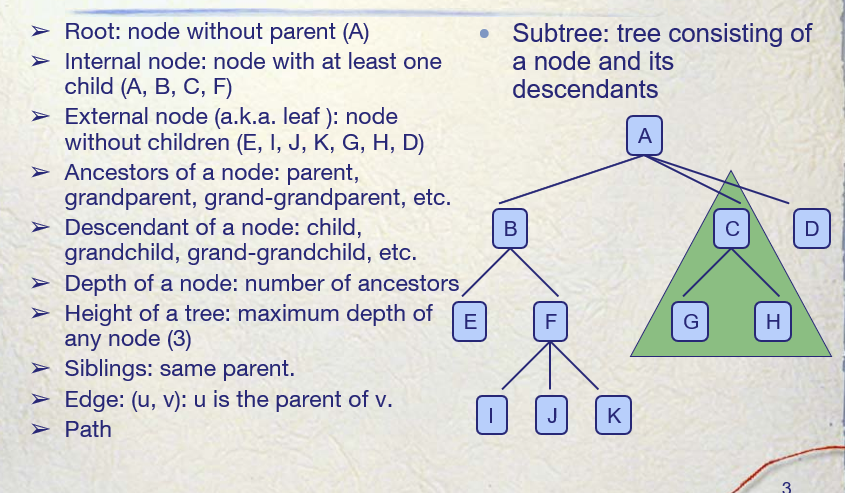 ➢ Root: node without parent (A)
➢ Internal node: node with at least one
child (A, B, C, F)
➢ External node (a.k.a. leaf ): node
without children (E, I, J, K, G, H, D)
➢ Ancestors of a node: parent,
grandparent, grand-grandparent, etc.
➢ Descendant of a node: child,
grandchild, grand-grandchild, etc.
➢ Depth of a node: number of ancestors
➢ Height of a tree: maximum depth of
any node (3)
➢ Siblings: same parent.
➢ Edge: (u, v): u is the parent of v.
➢ Path
• Subtree: tree consisting of
a node and its
descendants
A
B C D
E F G H
I J K
3